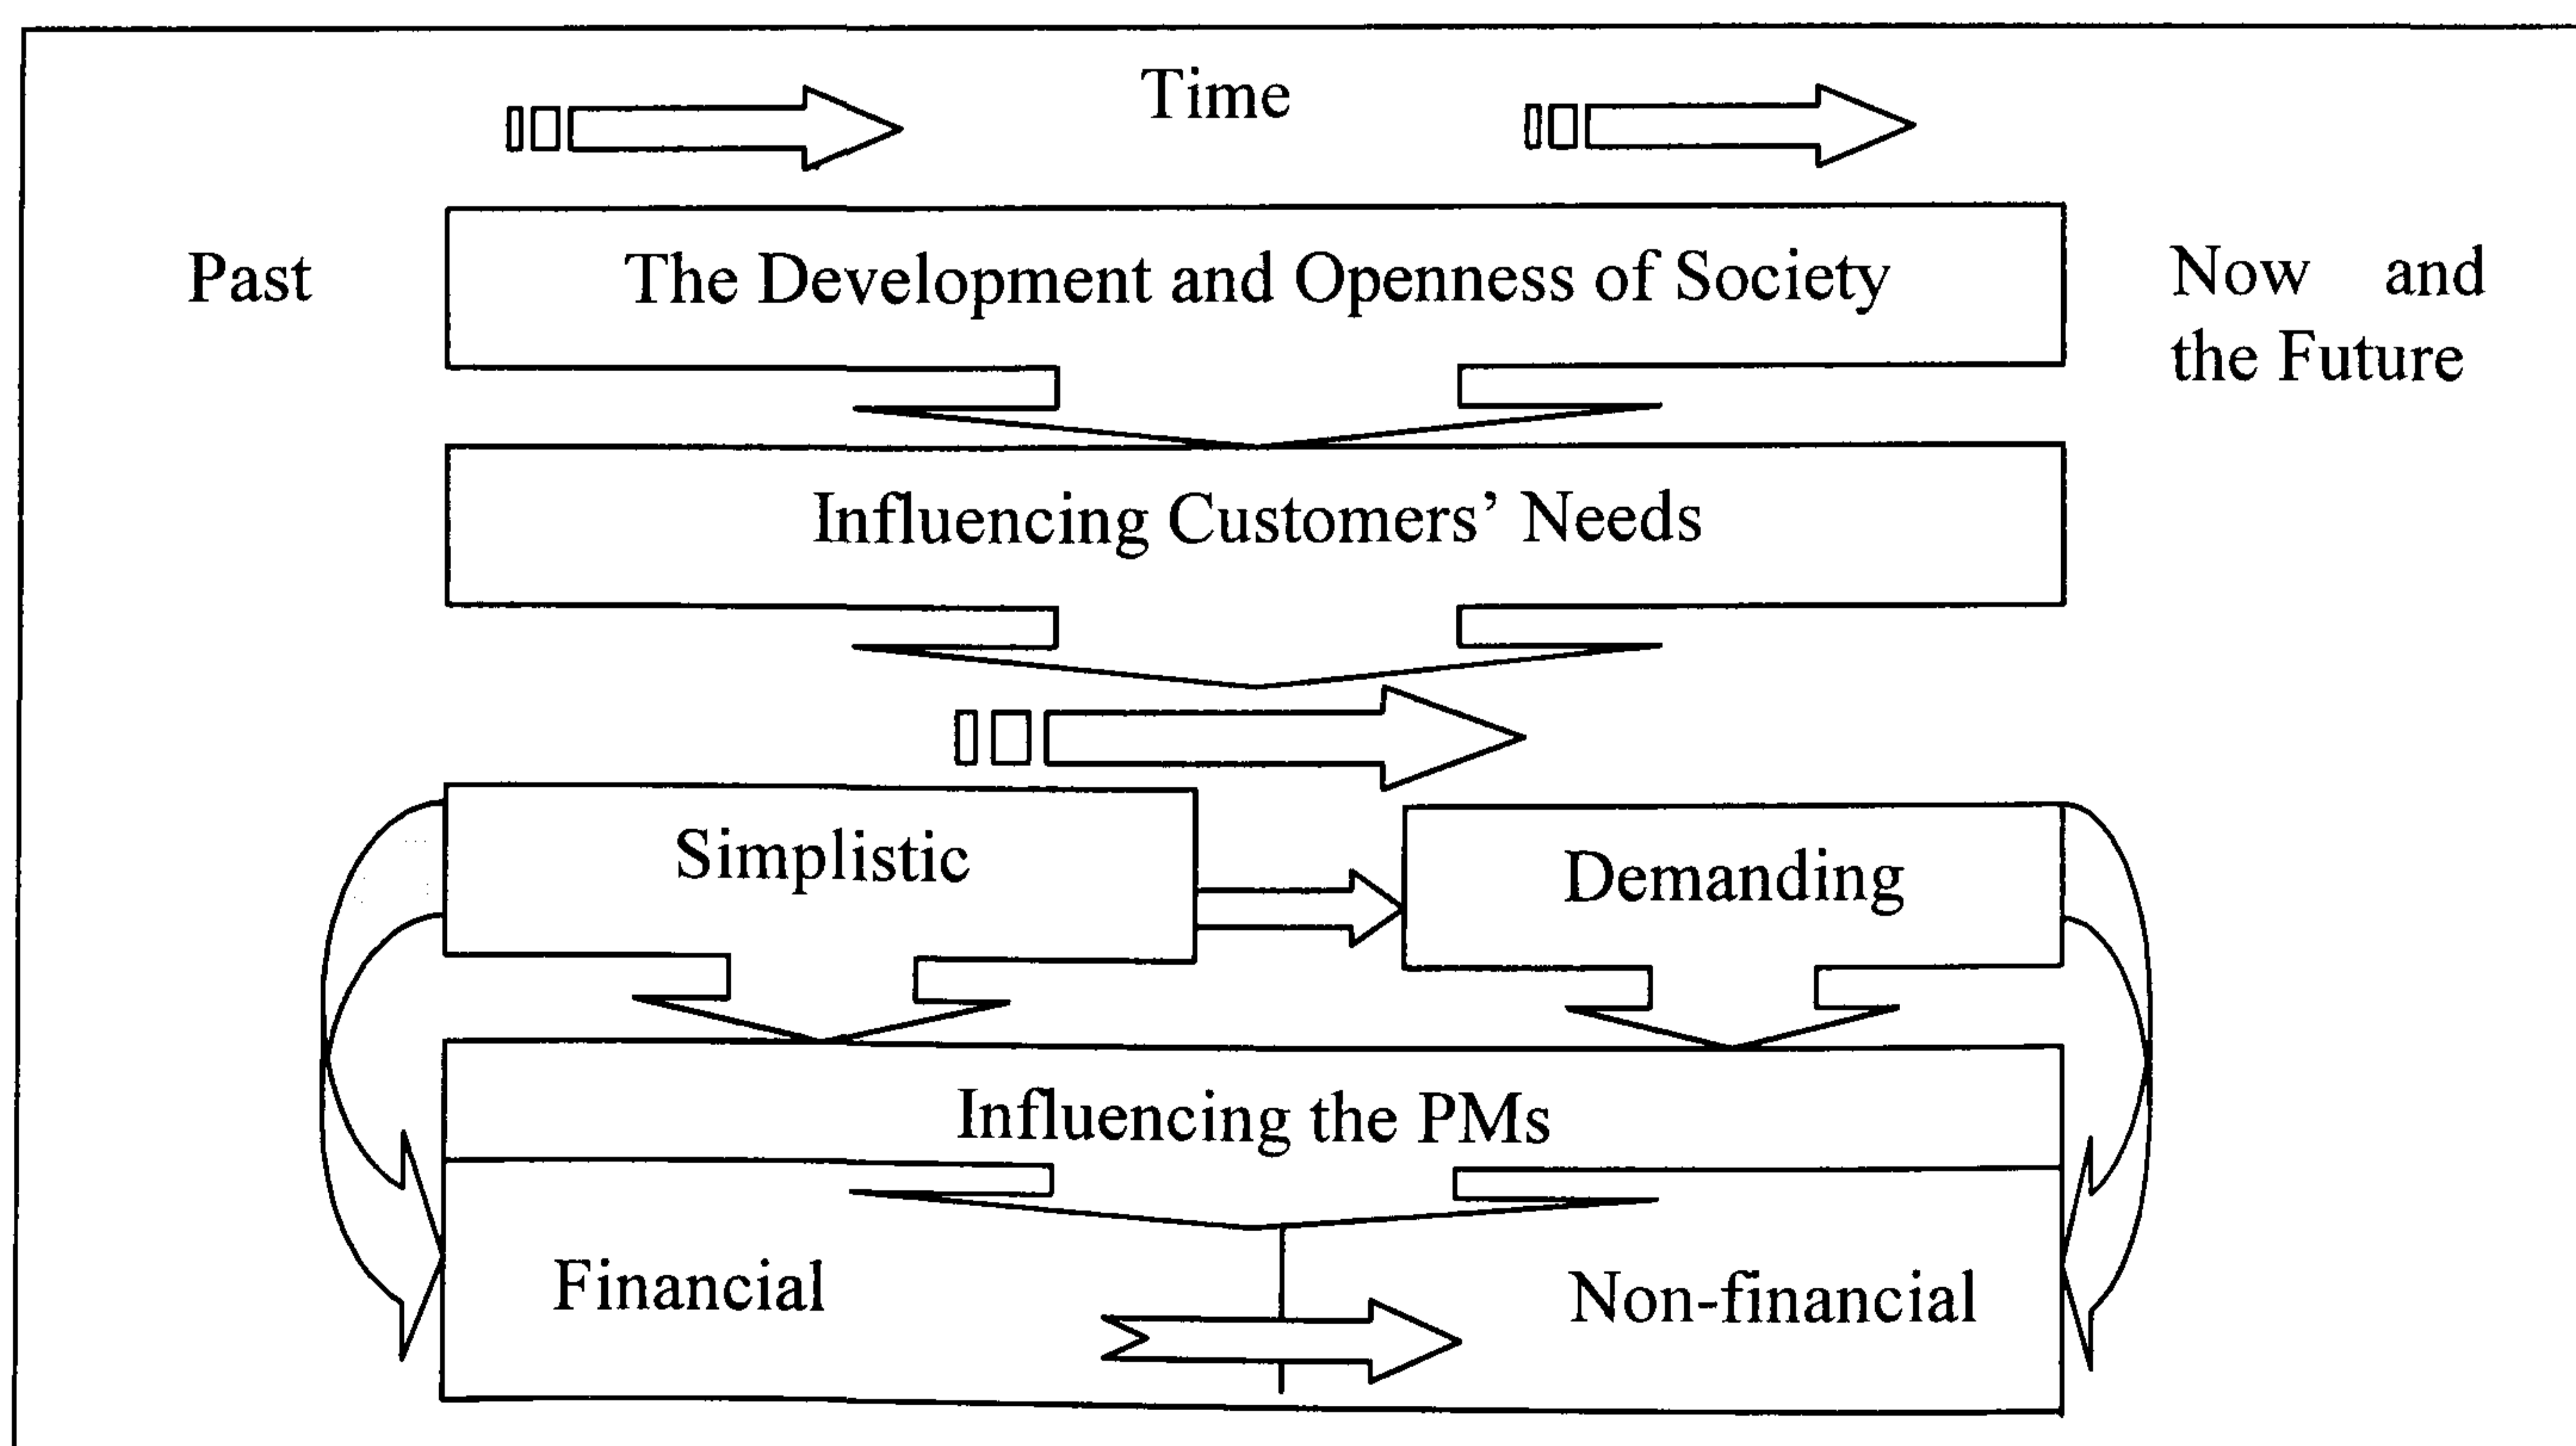 Time
Past
The Development and Openness of Society
Now and
the Future
Influencing Customers’ Needs
Simplistic
Demanding
Influencing the PMs
Financial
Non-financial